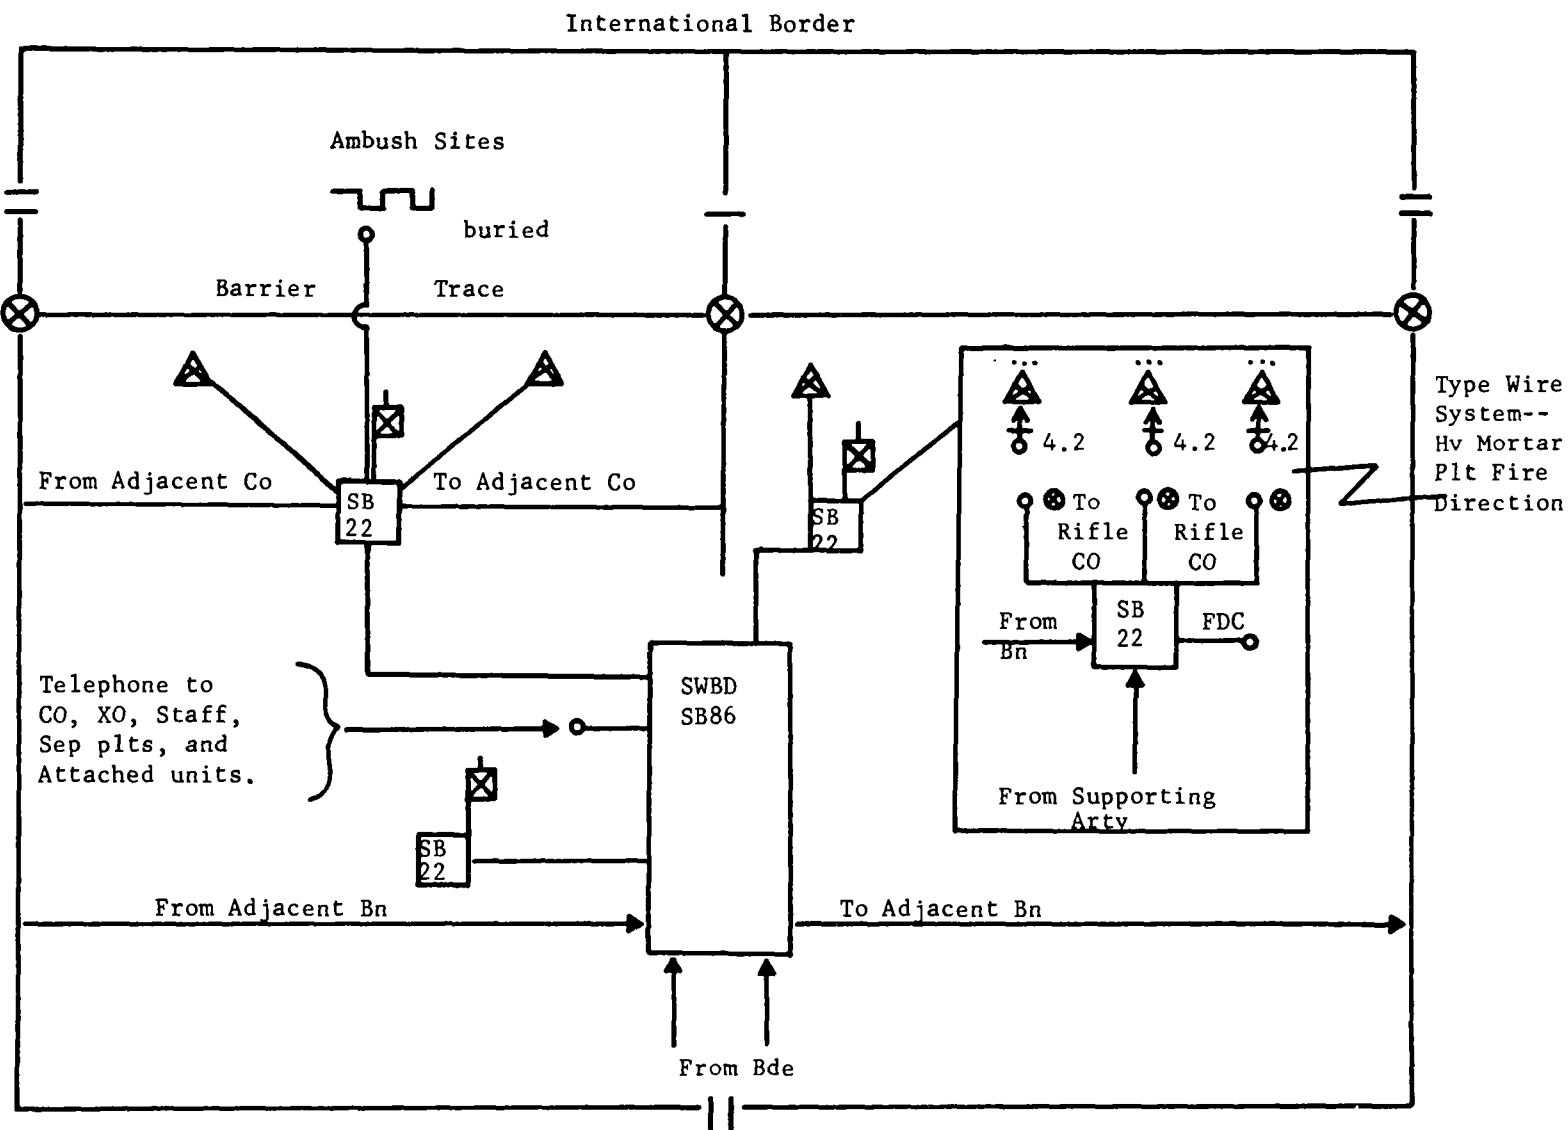 International Border
Ambush Sites
buried
Barrier Trace
From Adjacent Co
To Adjacent Co
SB
22
SB
22
...
...
...
4.2
4.2
4.2
To
Rifle
CO
To
Rifle
CO
SB
22
From
Bn
FDC
From Supporting
Arty
Type Wire
System--
Hv Mortar
Plt Fire
Direction
Telephone to
CO, XO, Staff,
Sep plts, and
Attached units.
SWBD
SB86
SB
22
From Adjacent Bn
To Adjacent Bn
From Bde